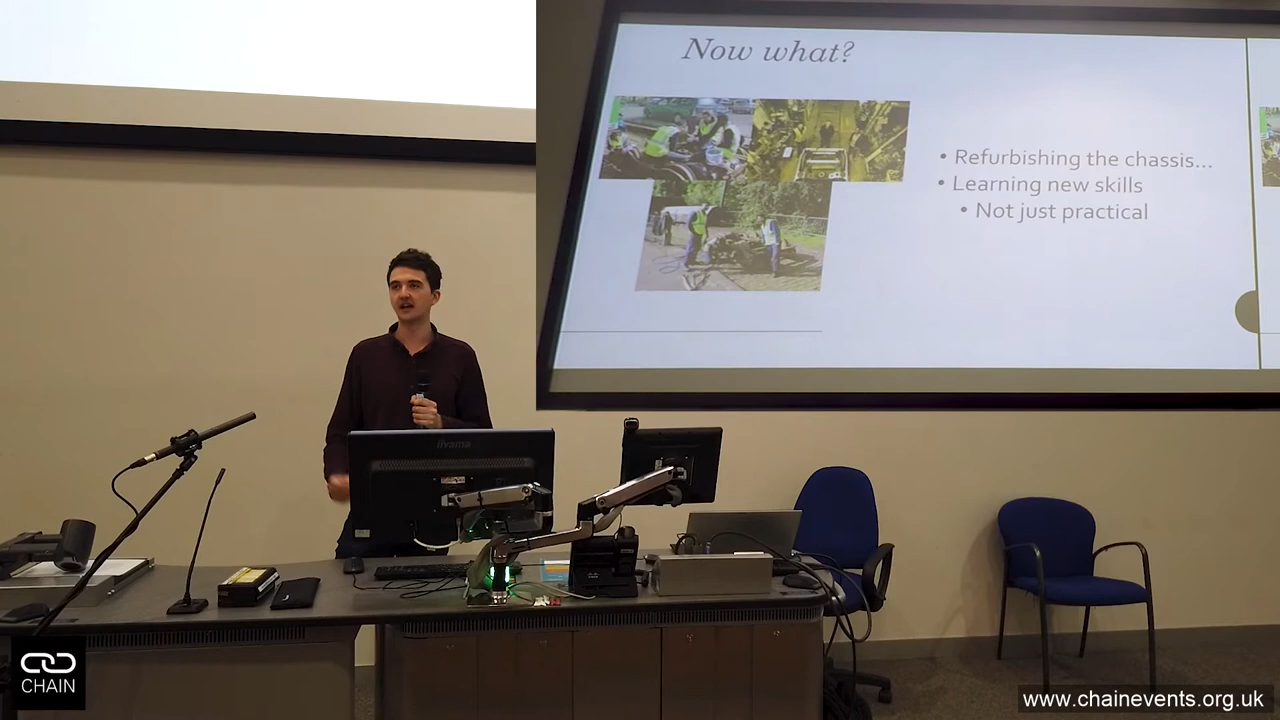 Now what?
• Refurbishing the chassis...
• Learning new skills
• Not just practical
iiyama
CHAIN
www.chainevents.org.uk